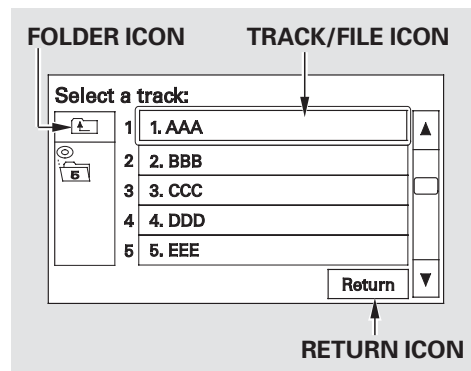 FOLDER ICON TRACK/FILE ICON
Select a track:
1 1. AAA
2 2. BBB
5
3 3. CCC
4 4. DDD
5 5. EEE
Return
RETURN ICON